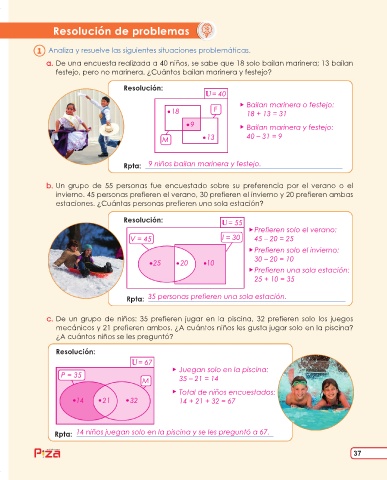 Resolución de problemas
1 Analiza y resuelve las siguientes situaciones problemáticas.
a. De una encuesta realizada a 40 niños, se sabe que 18 solo bailan marinera; 13 bailan
festejo, pero no marinera. ¿Cuántos bailan marinera y festejo?
Resolución:
U = 40
18
F
9
M
13
Bailan marinera o festejo:
18 + 13 = 31
Bailan marinera y festejo:
40 – 31 = 9
Rpta: 9 niños bailan marinera y festejo.
b. Un grupo de 55 personas fue encuestado sobre su preferencia por el verano o el
invierno. 45 personas prefieren el verano, 30 prefieren el invierno y 20 prefieren ambas
estaciones. ¿Cuántas personas prefieren una sola estación?
Resolución:
U = 55
V = 45
I = 30
25 20 10
Prefieren solo el verano:
45 – 20 = 25
Prefieren solo el invierno:
30 – 20 = 10
Prefieren una sola estación:
25 + 10 = 35
Rpta: 35 personas prefieren una sola estación.
c. De un grupo de niños: 35 prefieren jugar en la piscina, 32 prefieren solo los juegos
mecánicos y 21 prefieren ambos. ¿A cuántos niños les gusta jugar solo en la piscina?
¿A cuántos niños se les preguntó?
Resolución:
U = 67
P = 35
M
14 21 32
Juegan solo en la piscina:
35 – 21 = 14
Total de niños encuestados:
14 + 21 + 32 = 67
Rpta: 14 niños juegan solo en la piscina y se les preguntó a 67.
Pizza
37